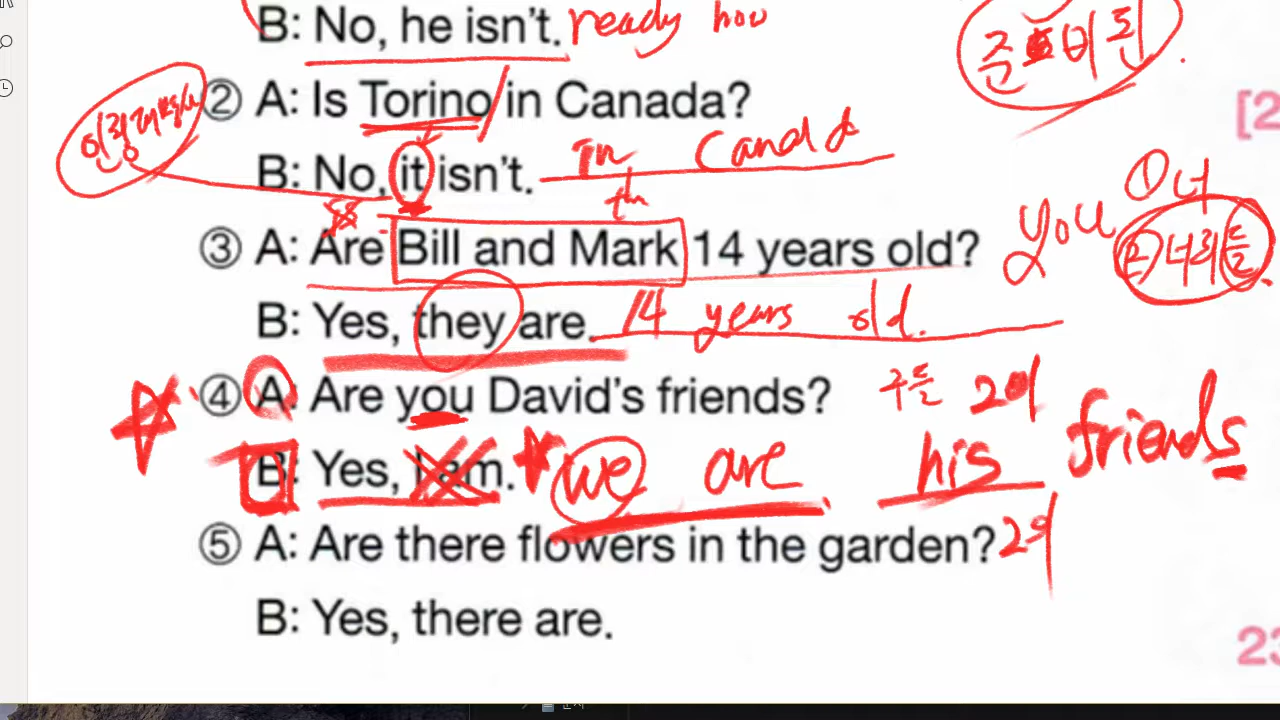 B: No, he isn't. ready
준비된
② A: Is Torino in Canada?
인칭대명사
B: No, it isn't. In
① 너
you
② 너희들
③ A: Are Bill and Mark 14 years old?
B: Yes, they are. 14 years old.
④ A: Are you David's friends?
B: Yes, I am. we are his friends
⑤ A: Are there flowers in the garden?
B: Yes, there are.
[2
23